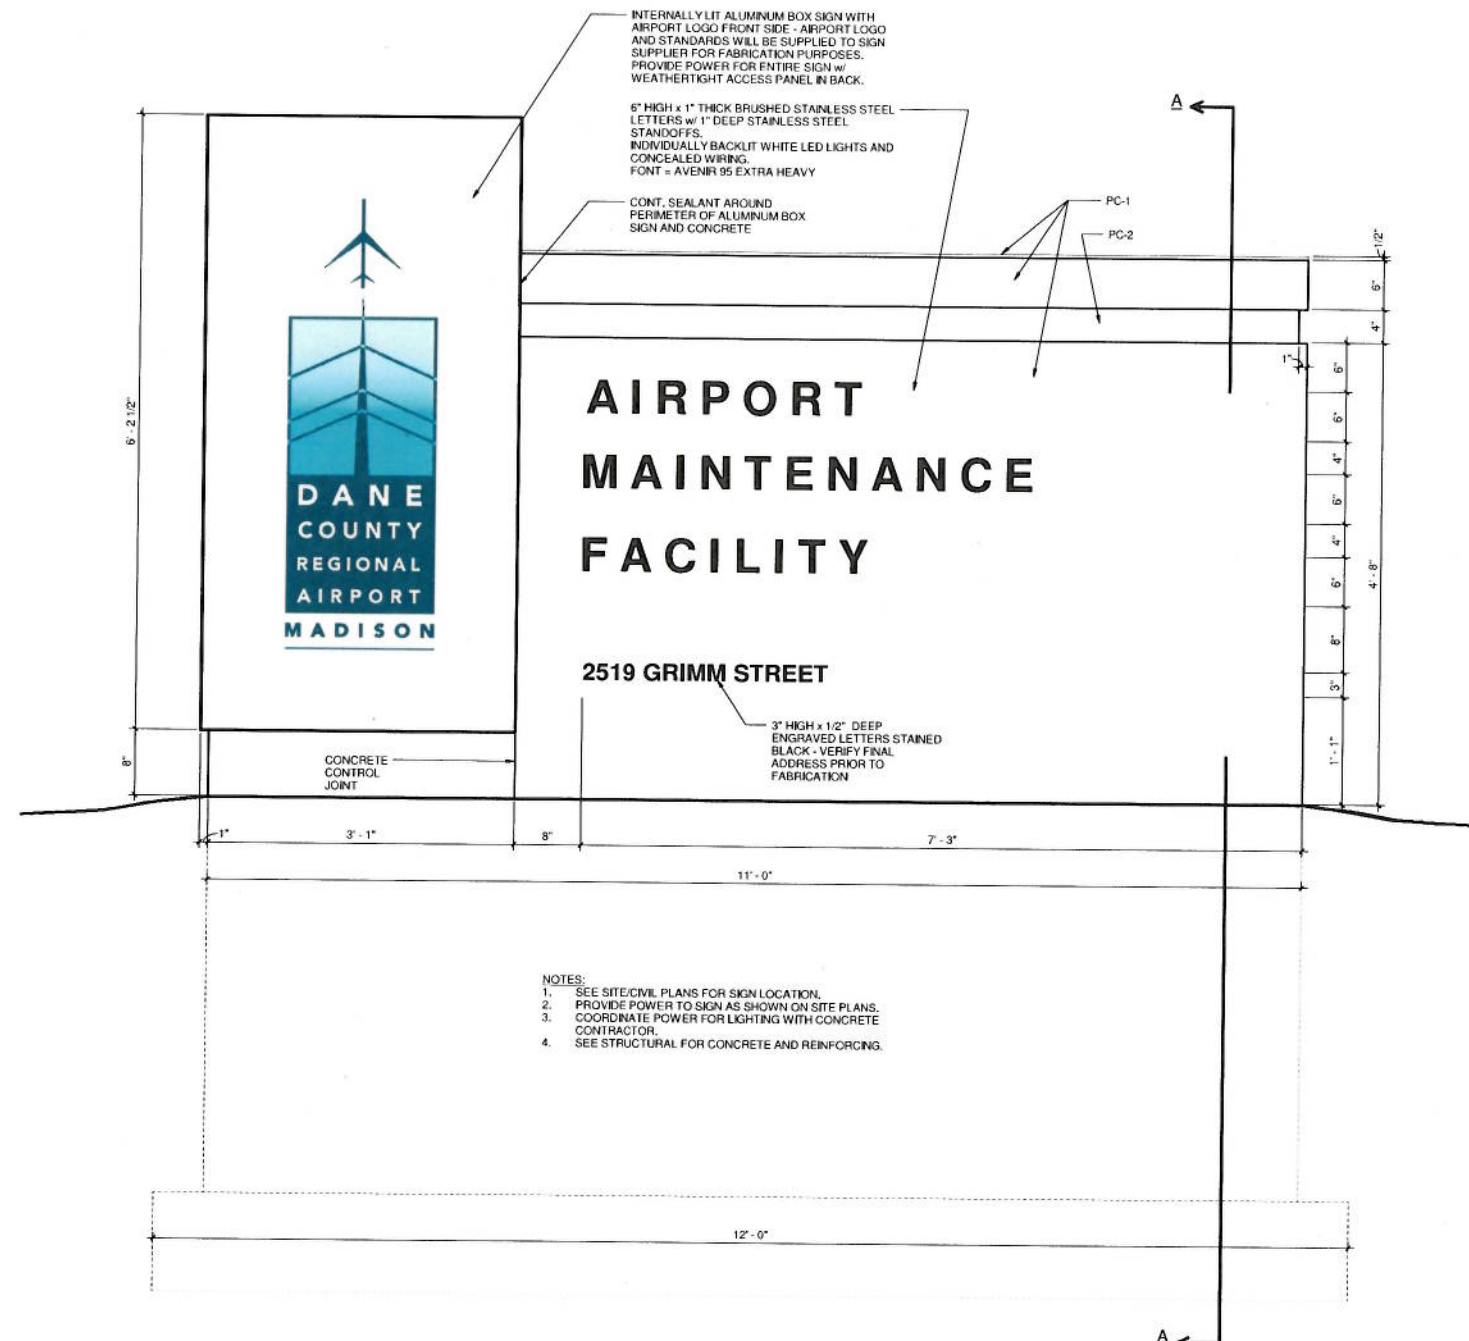 INTERNALLY LIT ALUMINUM BOX SIGN WITH
AIRPORT LOGO FRONT SIDE - AIRPORT LOGO
AND STANDARDS WILL BE SUPPLIED TO SIGN
SUPPLIER FOR FABRICATION PURPOSES.
PROVIDE POWER FOR ENTIRE SIGN w/
WEATHERTIGHT ACCESS PANEL IN BACK.
6" HIGH x 1" THICK BRUSHED STAINLESS STEEL
LETTERS w/ 1" DEEP STAINLESS STEEL
STANDOFFS.
INDIVIDUALLY BACKLIT WHITE LED LIGHTS AND
CONCEALED WIRING.
FONT = AVENIR 95 EXTRA HEAVY
CONT. SEALANT AROUND
PERIMETER OF ALUMINUM BOX
SIGN AND CONCRETE
A
PC-1
PC-2
1/2"
6"
4"
1"
6"
6"
4"
6"
4"
6"
8"
3"
1' - 1"
4' - 8"
6' - 2 1/2"
8"
DANE
COUNTY
REGIONAL
AIRPORT
MADISON
AIRPORT
MAINTENANCE
FACILITY
2519 GRIMM STREET
3" HIGH x 1/2" DEEP
ENGRAVED LETTERS STAINED
BLACK - VERIFY FINAL
ADDRESS PRIOR TO
FABRICATION
CONCRETE
CONTROL
JOINT
1"
3' - 1"
8"
7' - 3"
11' - 0"
NOTES:
1. SEE SITE/CIVIL PLANS FOR SIGN LOCATION.
2. PROVIDE POWER TO SIGN AS SHOWN ON SITE PLANS.
3. COORDINATE POWER FOR LIGHTING WITH CONCRETE
CONTRACTOR.
4. SEE STRUCTURAL FOR CONCRETE AND REINFORCING.
12' - 0"
A